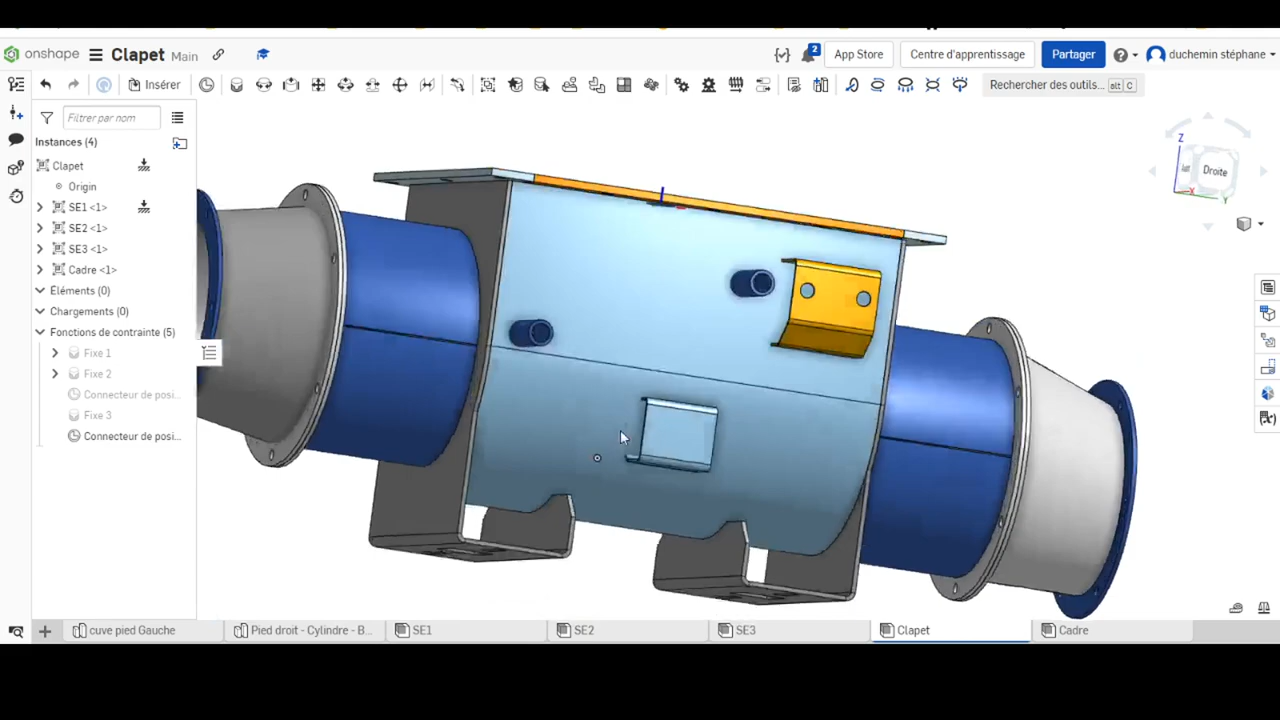 onshape Clapet Main 2 App Store Centre d'apprentissage Partager duchemin stéphane
Insérer Rechercher des outils... alt C
Filtrer par nom
Instances (4)
Clapet
Origin
SE1 <1>
SE2 <1>
SE3 <1>
Cadre <1>
Éléments (0)
Chargements (0)
Fonctions de contrainte (5)
Fixe 1
Fixe 2
Connecteur de posi...
Fixe 3
Connecteur de posi...
Z
Droite
X
Y
cuve pied Gauche Pied droit - Cylindre - B... SE1 SE2 SE3 Clapet Cadre